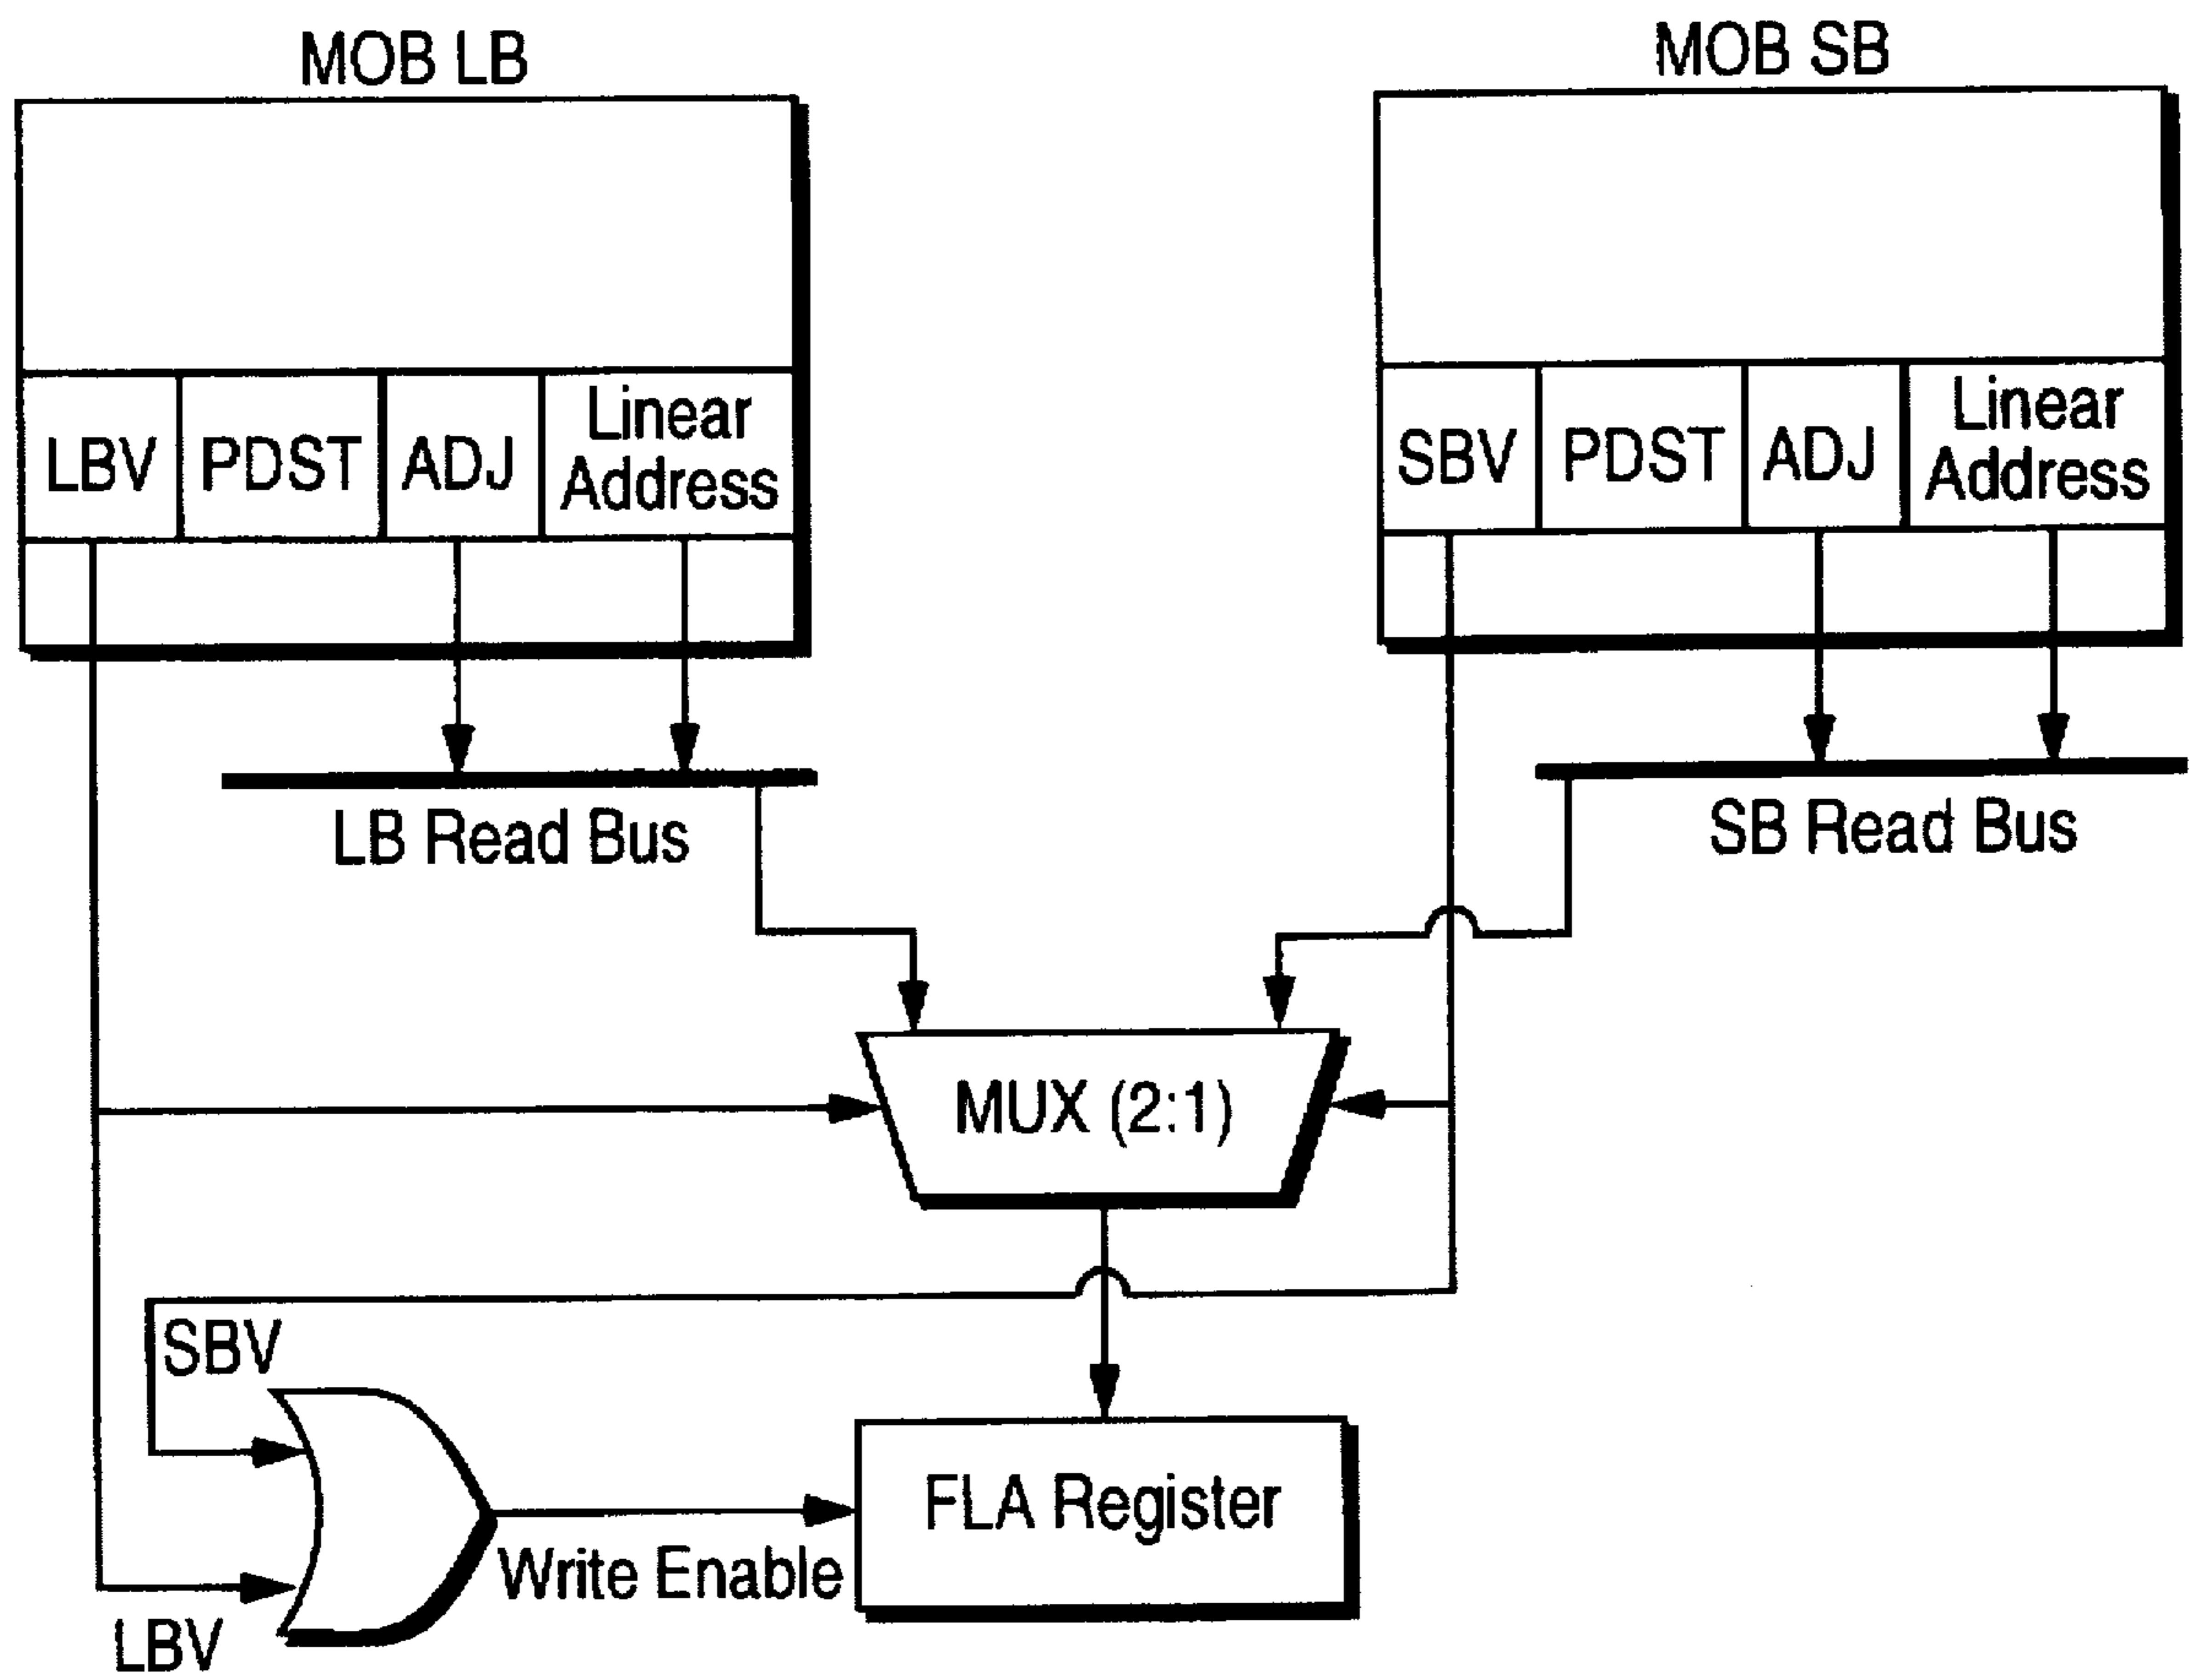 MOB LB
MOB SB
LBV
PDST
ADJ
Linear
Address
SBV
PDST
ADJ
Linear
Address
LB Read Bus
SB Read Bus
MUX (2:1)
SBV
FLA Register
Write Enable
LBV